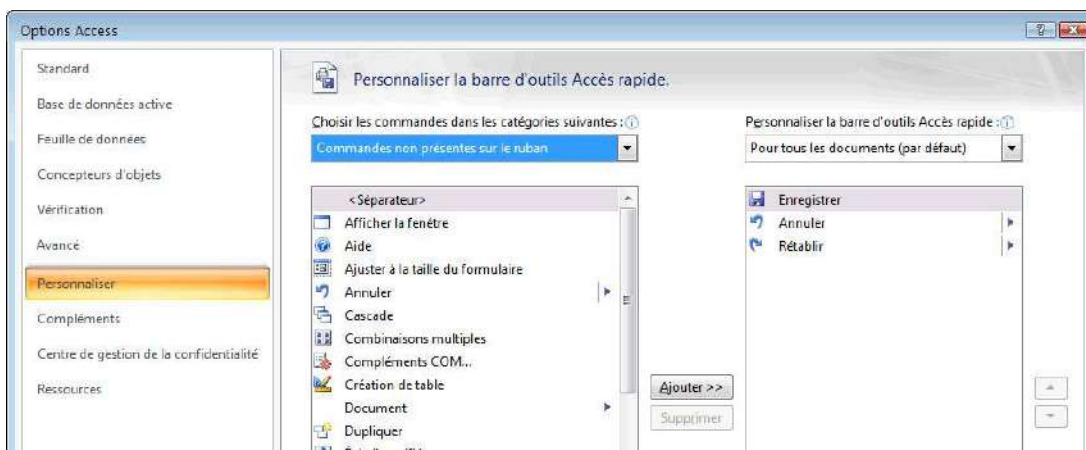 Options Access
Standard
Base de données active
Feuille de données
Concepteurs d'objets
Vérification
Avancé
Personnaliser
Compléments
Centre de gestion de la confidentialité
Ressources
Personnaliser la barre d'outils Accès rapide.
Choisir les commandes dans les catégories suivantes :
Commandes non présentes sur le ruban
<Séparateur>
Afficher la fenêtre
Aide
Ajuster à la taille du formulaire
Annuler
Cascade
Combinaisons multiples
Compléments COM...
Création de table
Document
Dupliquer
Ajouter >>
Supprimer
Personnaliser la barre d'outils Accès rapide :
Pour tous les documents (par défaut)
Enregistrer
Annuler
Rétablir